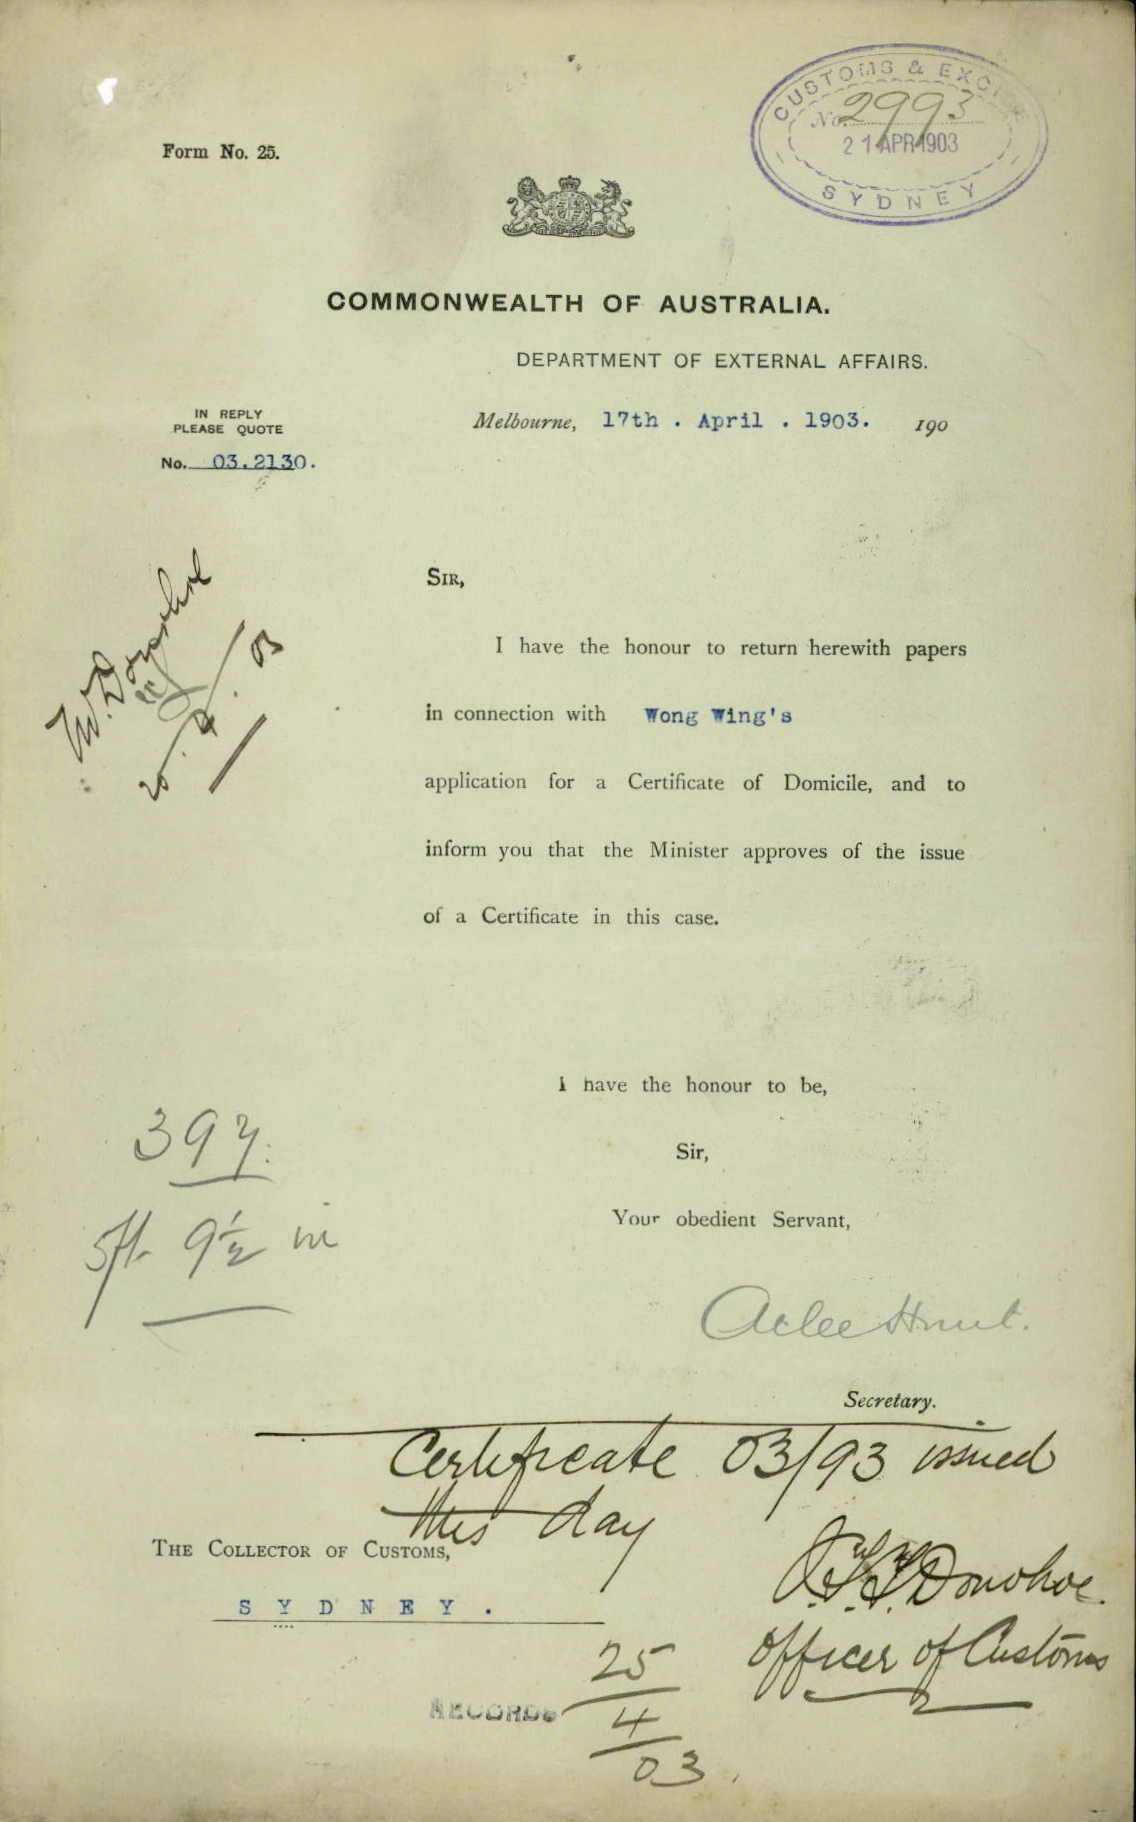 CUSTOMS & EXCISE
No. 2993
21 APR 1903
SYDNEY
Form No. 25.
COMMONWEALTH OF AUSTRALIA.
DEPARTMENT OF EXTERNAL AFFAIRS.
IN REPLY
PLEASE QUOTE
No. 03.2130.
Melbourne, 17th . April . 1903. 190
Sir,
Donohoe
I have the honour to return herewith papers
in connection with Wong Wing's
application for a Certificate of Domicile, and to
inform you that the Minister approves of the issue
of a Certificate in this case.
I have the honour to be,
Sir,
Your obedient Servant,
397.
5ft 9½ in
Atlee Hunt.
Secretary.
Certificate 03/93 issued
this day
The Collector of Customs,
SYDNEY.
Donohoe.
Officer of Customs
25
4
03.
RECORDS